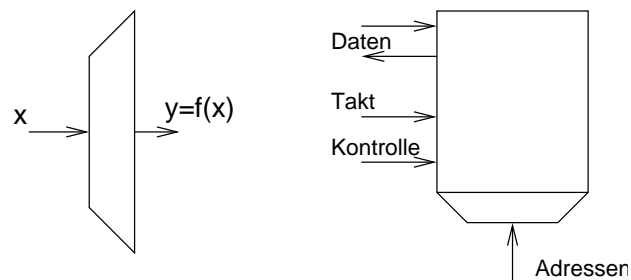 x
y=f(x)
Daten
Takt
Kontrolle
Adressen